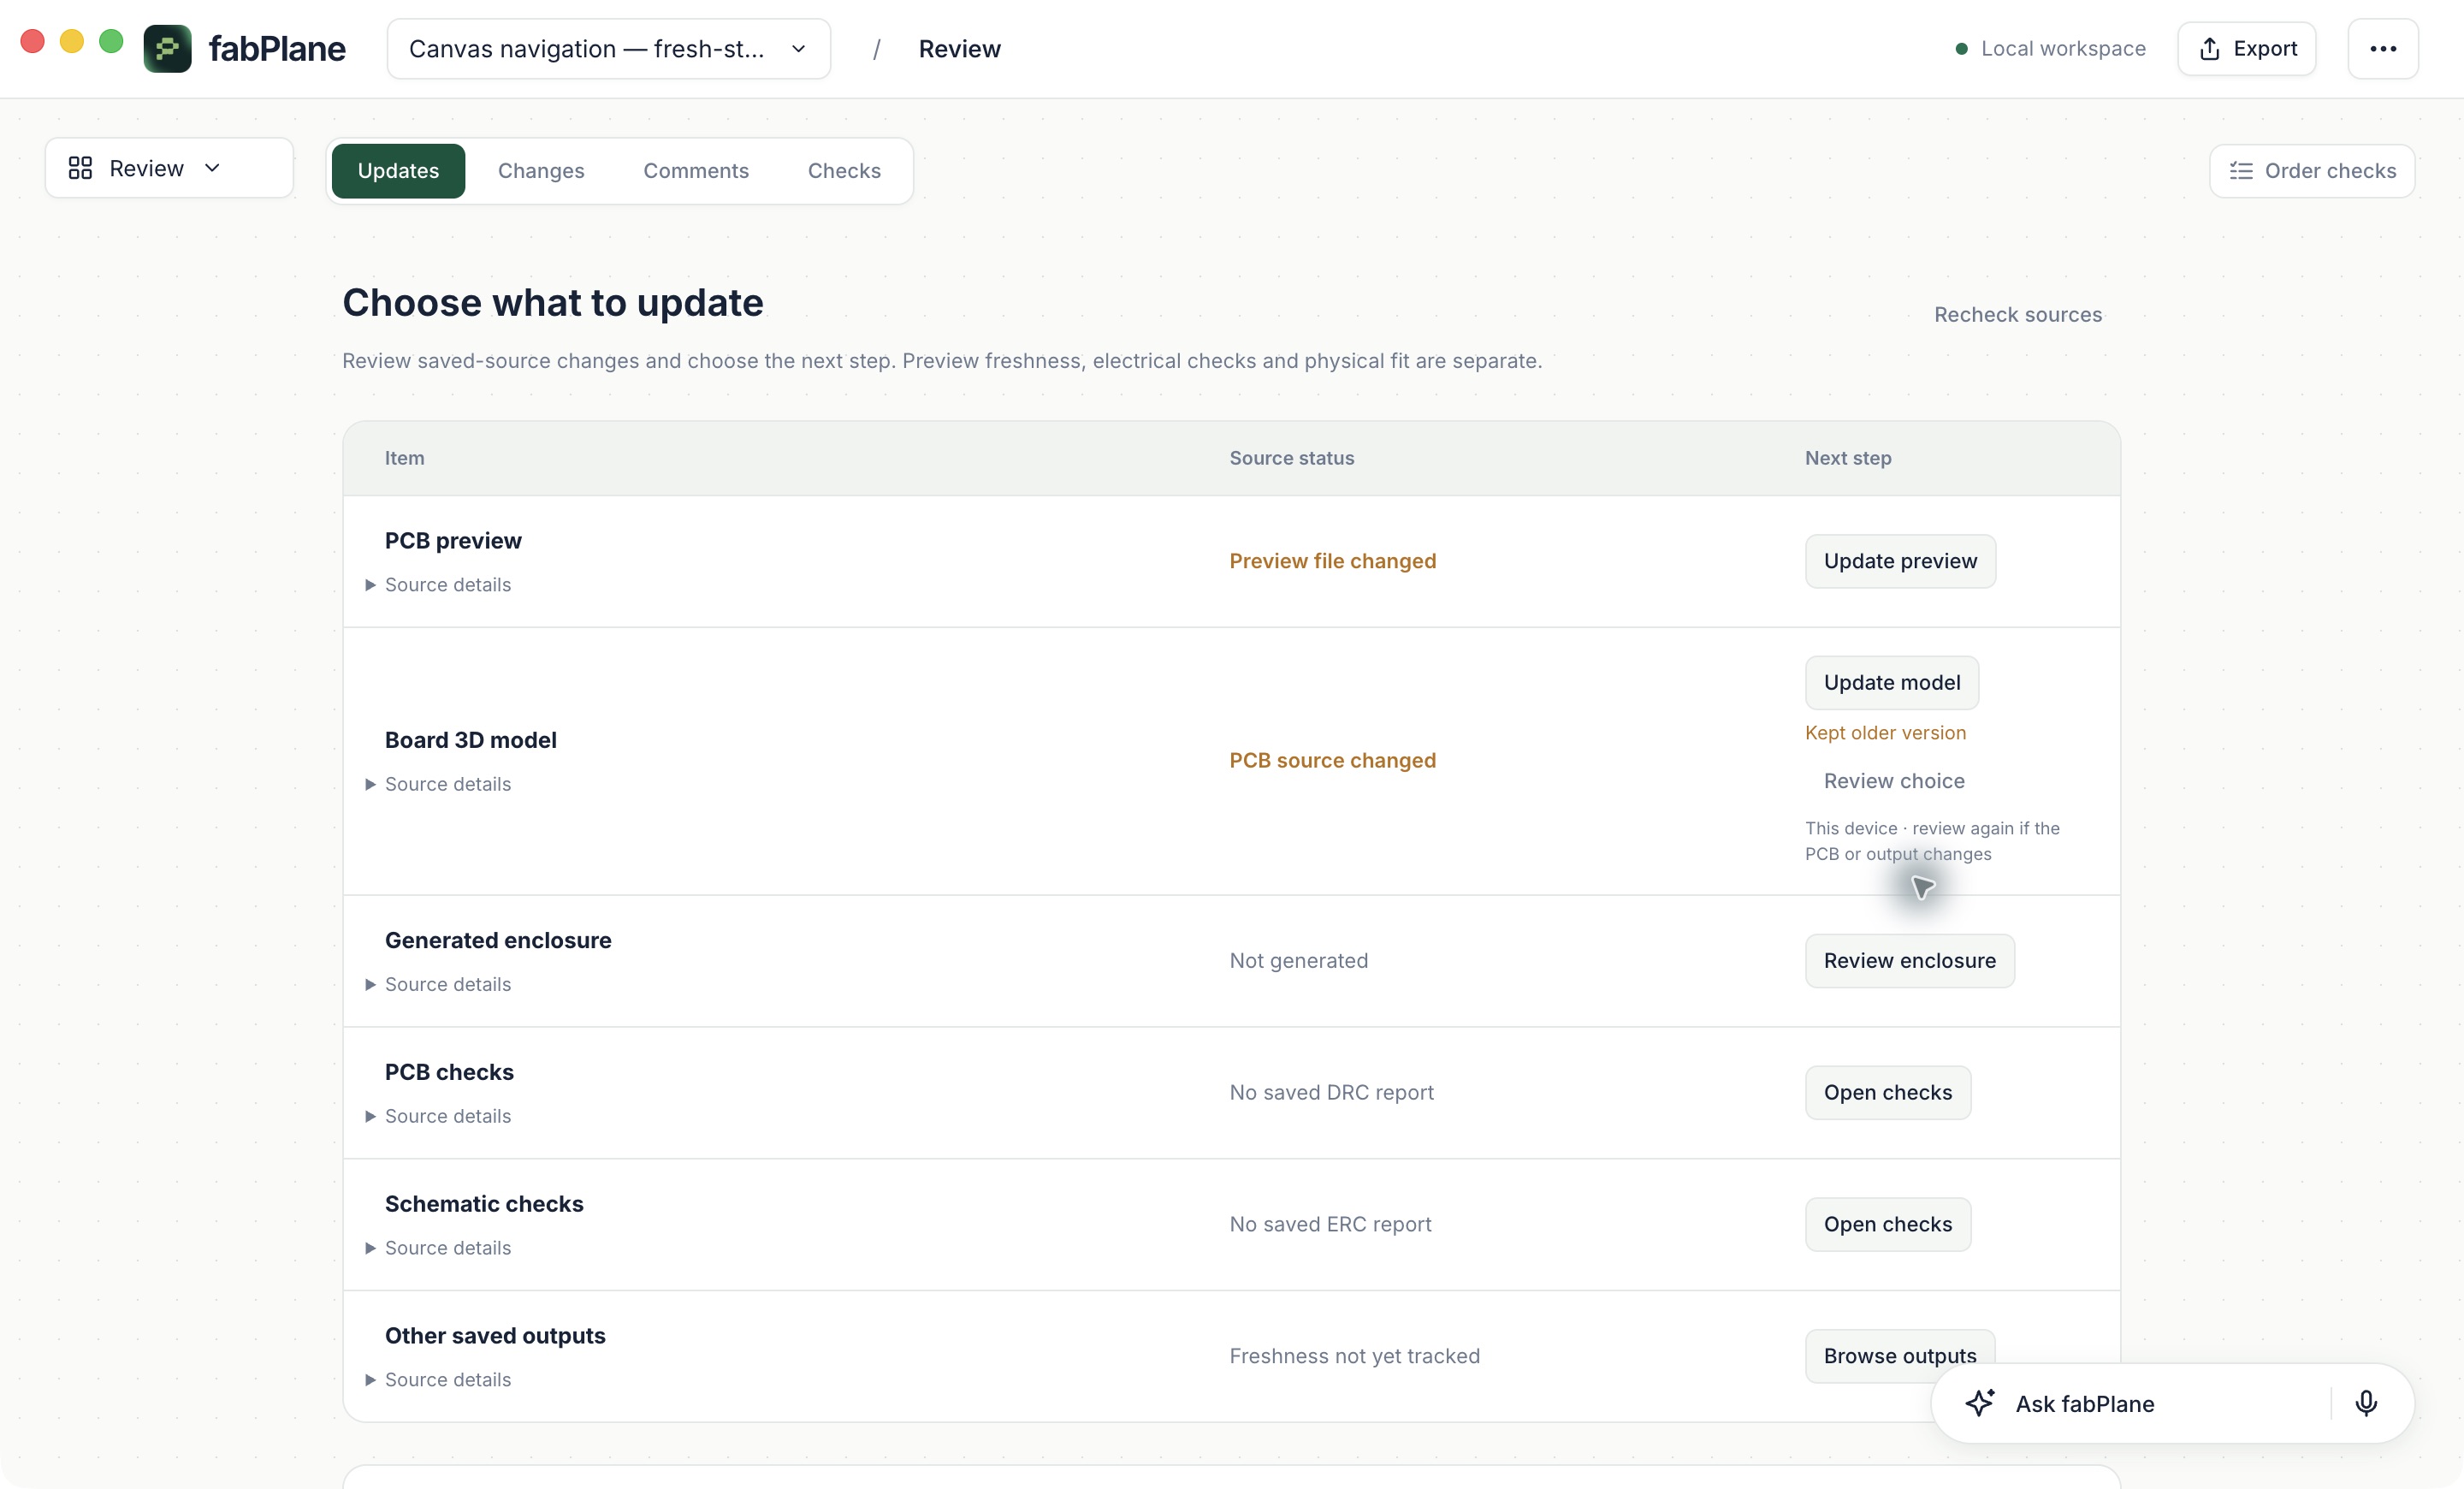 fabPlane
Canvas navigation — fresh-st...
/
Review
Local workspace
Export
Review
Updates
Changes
Comments
Checks
Order checks
Choose what to update
Recheck sources
Review saved-source changes and choose the next step. Preview freshness, electrical checks and physical fit are separate.
Item
Source status
Next step
PCB preview
Source details
Preview file changed
Update preview
Board 3D model
Source details
PCB source changed
Update model
Kept older version
Review choice
This device · review again if the
PCB or output changes
Generated enclosure
Source details
Not generated
Review enclosure
PCB checks
Source details
No saved DRC report
Open checks
Schematic checks
Source details
No saved ERC report
Open checks
Other saved outputs
Source details
Freshness not yet tracked
Browse outputs
Ask fabPlane